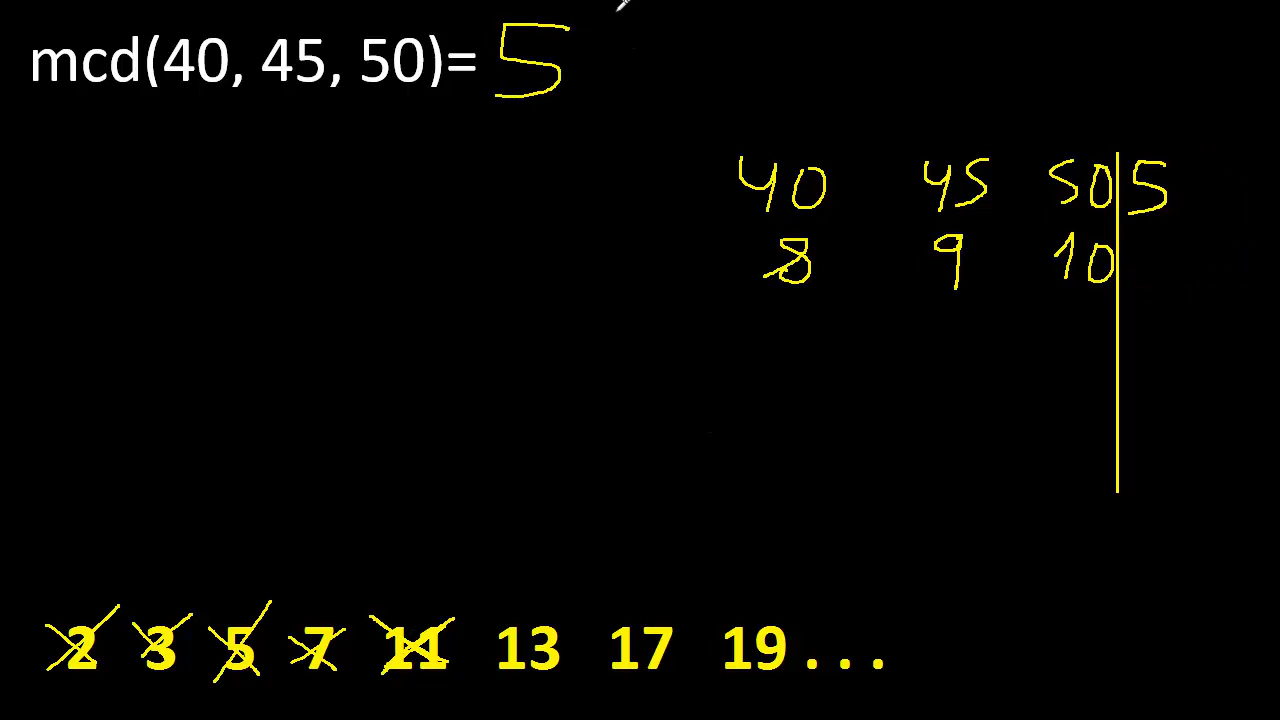 mcd(40, 45, 50)= 5
40 45 50 5
8 9 10
2 3 5 7 11 13 17 19 . . .